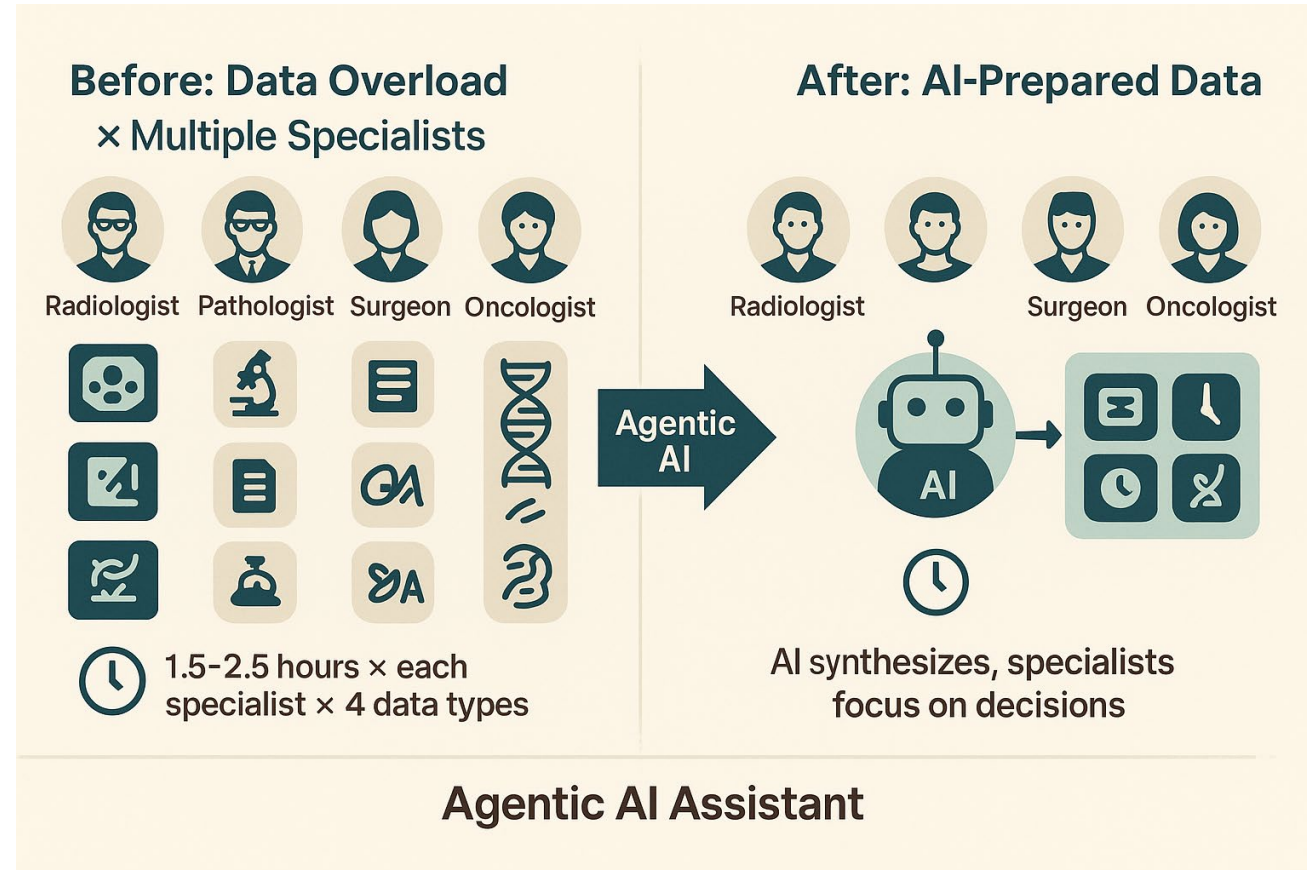 Before: Data Overload
× Multiple Specialists
Radiologist Pathologist Surgeon Oncologist
1.5-2.5 hours × each
specialist × 4 data types
Agentic
AI
After: AI-Prepared Data
Radiologist Surgeon Oncologist
AI
AI synthesizes, specialists
focus on decisions
Agentic AI Assistant